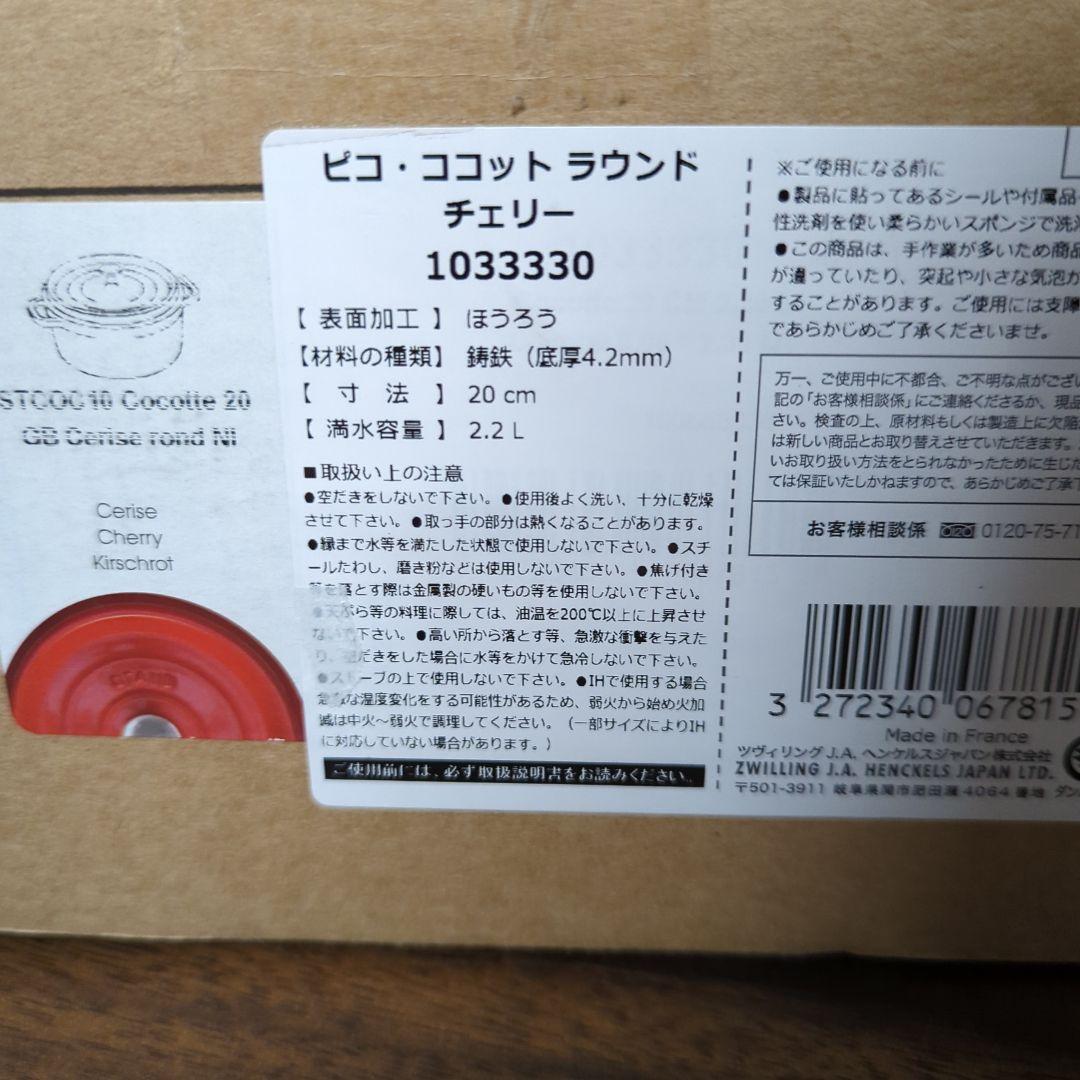 STCOC10 Cocotte 20
GB Cerise rond NI
Cerise
Cherry
Kirschrot
STAUB
ピコ・ココット ラウンド
チェリー
1033330
【 表面加工 】 ほうろう
【材料の種類】 鋳鉄（底厚4.2mm）
【 寸 法 】 20 cm
【 満水容量 】 2.2 L
■取扱い上の注意
●空だきをしないで下さい。●使用後よく洗い、十分に乾燥
させて下さい。●取っ手の部分は熱くなることがあります。
●縁まで水等を満たした状態で使用しないで下さい。●スチ
ールたわし、磨き粉などは使用しないで下さい。●焦げ付き
等を落とす際は金属製の硬いもの等を使用しないで下さい。
●天ぷら等の料理に際しては、油温を200℃以上に上昇させ
ないで下さい。●高い所から落とす等、急激な衝撃を与えた
り、空だきをした場合に水等をかけて急冷しないで下さい。
●ストーブの上で使用しないで下さい。●IHで使用する場合
急激な温度変化をする可能性があるため、弱火から始め火加
減は中火～弱火で調理してください。（一部サイズによりIH
に対応していない場合があります。）
ご使用前には、必ず取扱説明書をお読みください。
※ご使用になる前に
●製品に貼ってあるシールや付属品
性洗剤を使い柔らかいスポンジで洗
●この商品は、手作業が多いため商品
が違っていたり、突起や小さな気泡が
することがあります。ご使用には支障
であらかじめご了承くださいませ。
万一、ご使用中に不都合、ご不明な点がござい
記の「お客様相談係」にご連絡くださるか、現品
さい。検査の上、原材料もしくは製造上に欠陥
は新しい商品とお取り替えさせていただきます。
いお取り扱い方法をとられなかったために生じた
ては保証いたしかねますので、あらかじめご了承下
お客様相談係 0120-75-71
3 272340 067815
Made in France
ツヴィリング J.A. ヘンケルスジャパン株式会社
ZWILLING J.A. HENCKELS JAPAN LTD.
〒501-3911 岐阜県関市肥田瀬4064番地 ダン